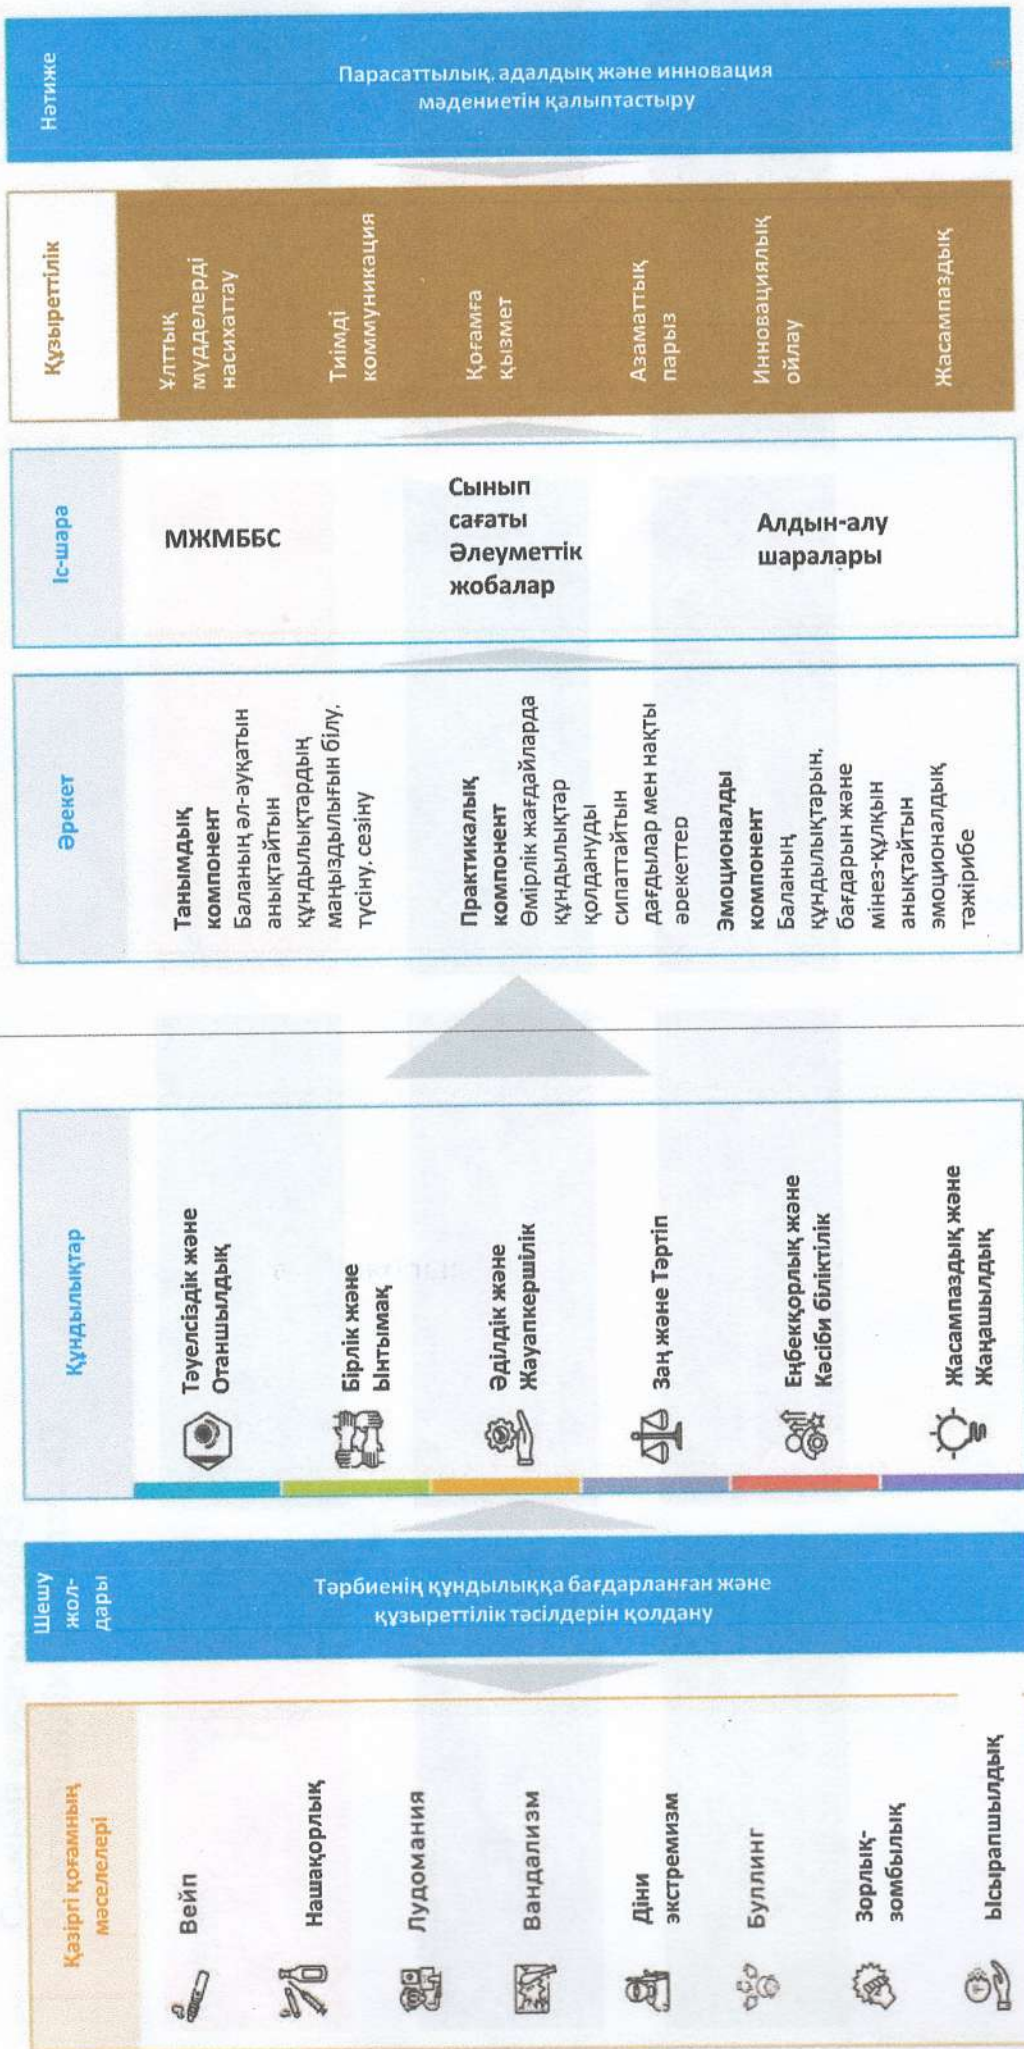 Қазіргі қоғамның
мәселелері
Вейп
Нашақорлық
Лудомания
Вандализм
Діни
экстремизм
Буллинг
Зорлық-
зомбылық
Ысырапшылдық
Шешу
жол-
дары
Тәрбиенің құндылыққа бағдарланған және
құзыреттілік тәсілдерін қолдану
Құндылықтар
Тәуелсіздік және
Отаншылдық
Бірлік және
Ынтымақ
Әділдік және
Жауапкершілік
Заң және Тәртіп
Еңбекқорлық және
Кәсіби біліктілік
Жасампаздық және
Жаңашылдық
Әрекет
Танымдық
компонент
Баланың әл-ауқатын
анықтайтын
құндылықтардың
маңыздылығын білу,
түсіну, сезіну
Практикалық
компонент
Өмірлік жағдайларда
құндылықтар
қолдануды
сипаттайтын
дағдылар мен нақты
әрекеттер
Эмоционалды
компонент
Баланың
құндылықтарын,
бағдарын және
мінез-құлқын
анықтайтын
эмоционалдық
тәжірибе
Іс-шара
МЖМББС
Сынып
сағаты
Әлеуметтік
жобалар
Алдын-алу
шаралары
Құзыреттілік
Ұлттық
мүдделерді
насихаттау
Тиімді
коммуникация
Қоғамға
қызмет
Азаматтық
парыз
Инновациялық
ойлау
Жасампаздық
Нәтиже
Парасаттылық, адалдық және инновация
мәдениетін қалыптастыру